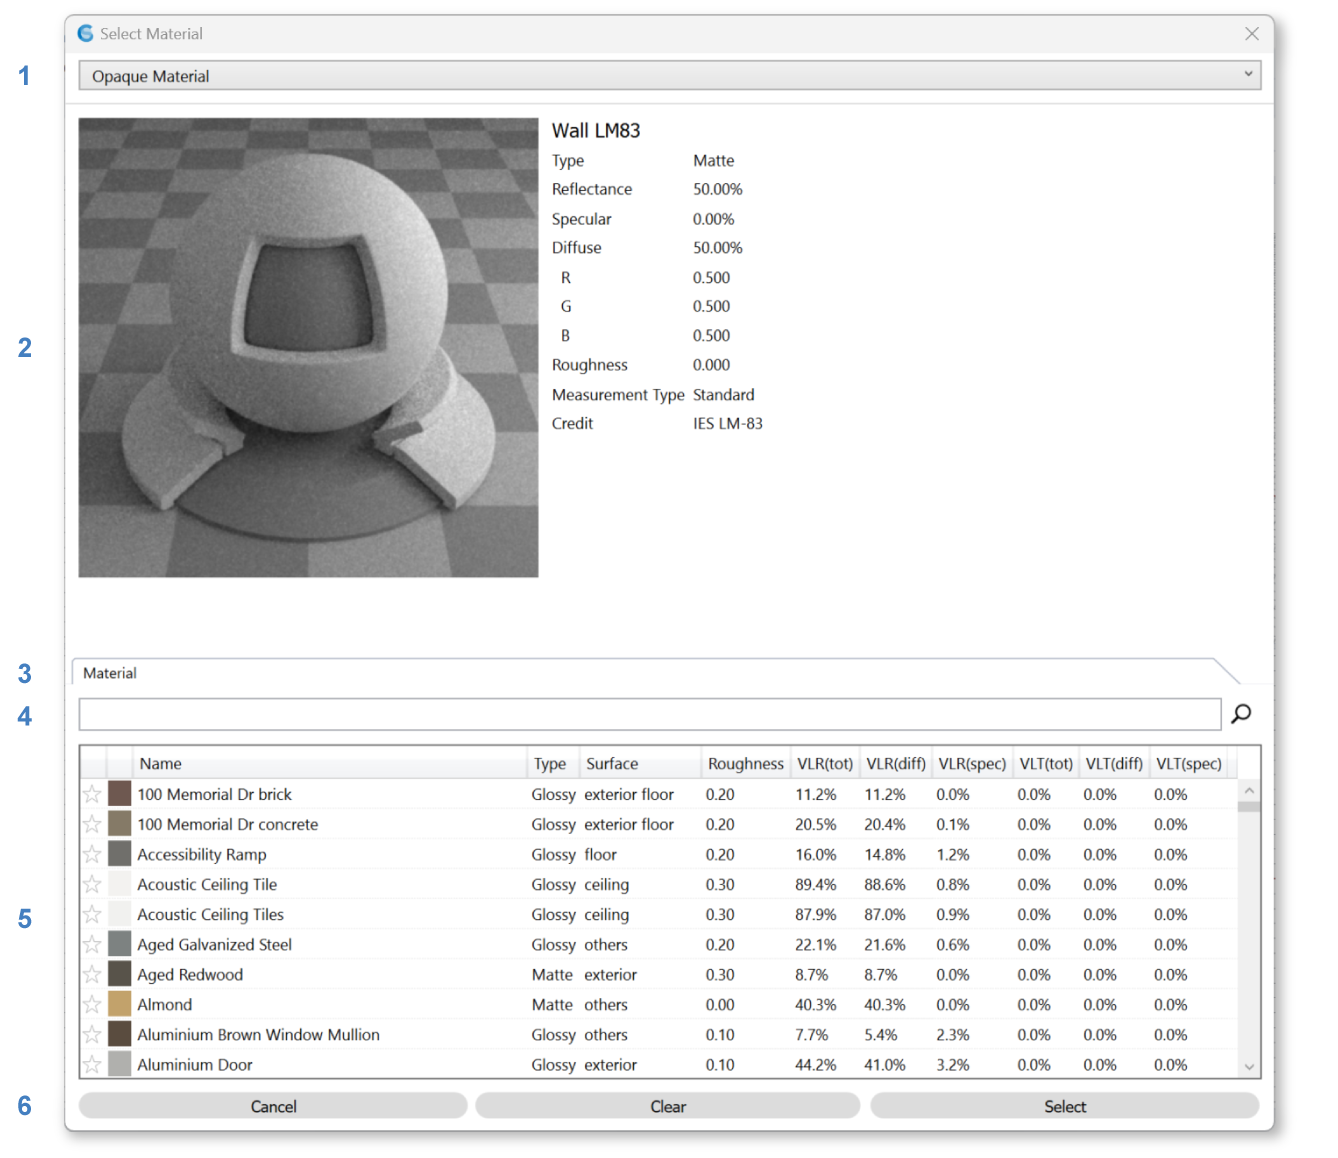 Select Material
1
Opaque Material
Wall LM83
Type Matte
Reflectance 50.00%
Specular 0.00%
Diffuse 50.00%
R 0.500
G 0.500
B 0.500
2
Roughness 0.000
Measurement Type Standard
Credit IES LM-83
3
Material
4
Name Type Surface Roughness VLR(tot) VLR(diff) VLR(spec) VLT(tot) VLT(diff) VLT(spec)
100 Memorial Dr brick Glossy exterior floor 0.20 11.2% 11.2% 0.0% 0.0% 0.0% 0.0%
100 Memorial Dr concrete Glossy exterior floor 0.20 20.5% 20.4% 0.1% 0.0% 0.0% 0.0%
Accessibility Ramp Glossy floor 0.20 16.0% 14.8% 1.2% 0.0% 0.0% 0.0%
Acoustic Ceiling Tile Glossy ceiling 0.30 89.4% 88.6% 0.8% 0.0% 0.0% 0.0%
5
Acoustic Ceiling Tiles Glossy ceiling 0.30 87.9% 87.0% 0.9% 0.0% 0.0% 0.0%
Aged Galvanized Steel Glossy others 0.20 22.1% 21.6% 0.6% 0.0% 0.0% 0.0%
Aged Redwood Matte exterior 0.30 8.7% 8.7% 0.0% 0.0% 0.0% 0.0%
Almond Matte others 0.00 40.3% 40.3% 0.0% 0.0% 0.0% 0.0%
Aluminium Brown Window Mullion Glossy others 0.10 7.7% 5.4% 2.3% 0.0% 0.0% 0.0%
Aluminium Door Glossy exterior 0.10 44.2% 41.0% 3.2% 0.0% 0.0% 0.0%
6
Cancel Clear Select